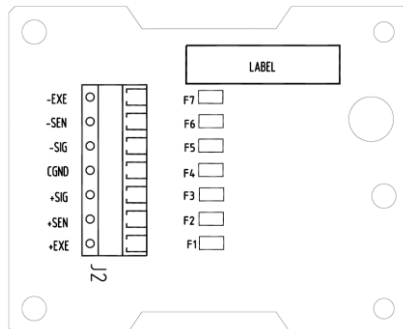 LABEL
-EXE F7
-SEN F6
-SIG F5
CGND F4
+SIG F3
+SEN F2
+EXE F1
J2